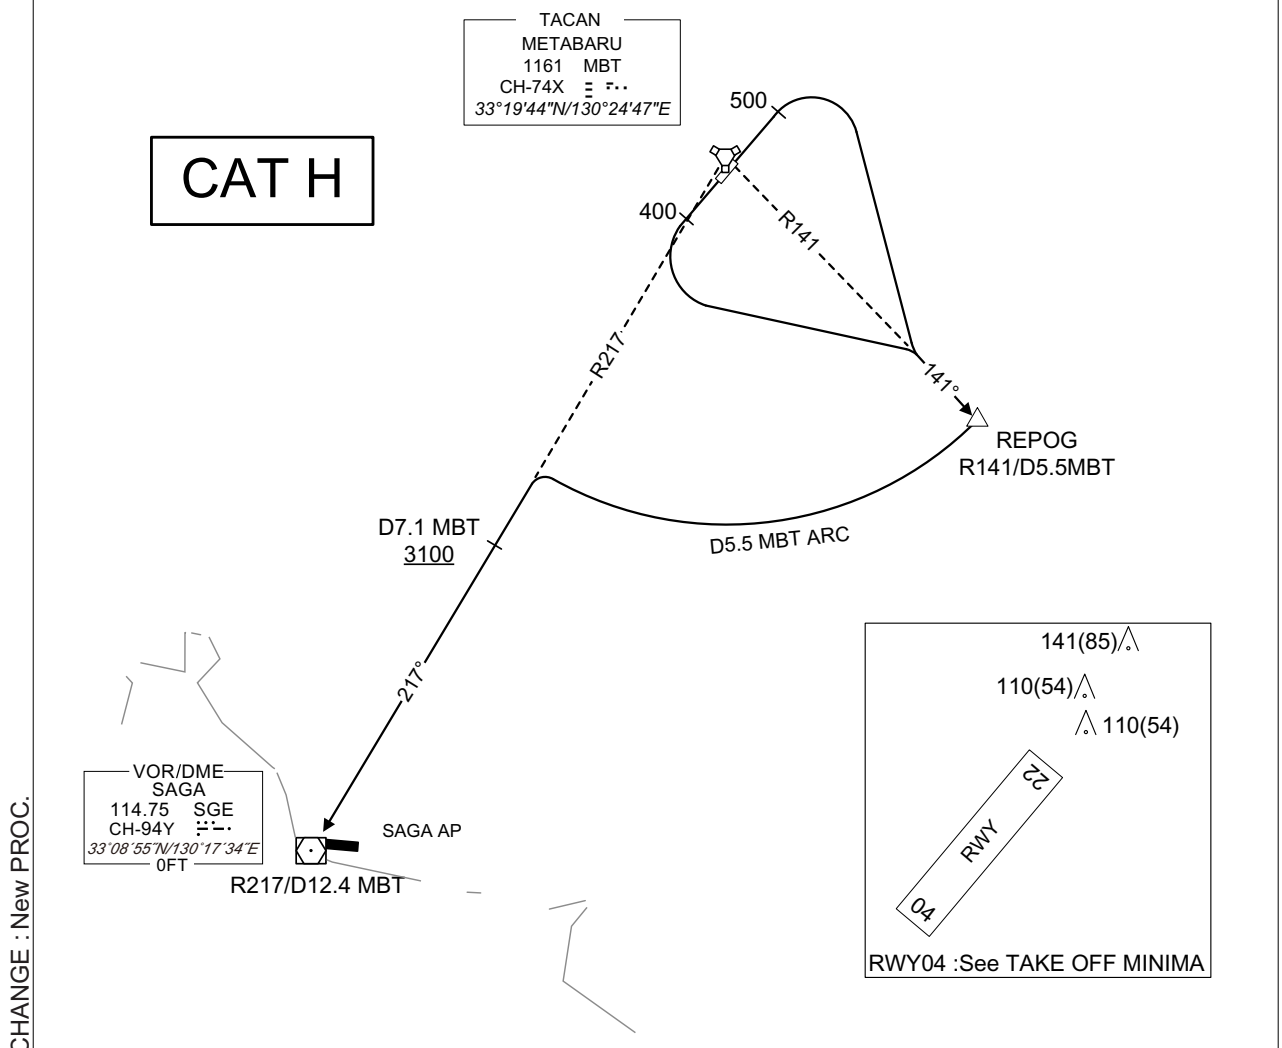 TACAN
METABARU
1161 MBT
CH-74X
33°19'44"N/130°24'47"E
CAT H
500
400
R141
R217
141°
REPOG
R141/D5.5MBT
D7.1 MBT
3100
D5.5 MBT ARC
217°
141(85)
110(54)
110(54)
22
RWY
04
RWY04 :See TAKE OFF MINIMA
VOR/DME
SAGA
114.75 SGE
CH-94Y
33°08′55″N/130°17′34″E
0FT
SAGA AP
R217/D12.4 MBT
CHANGE : New PROC.